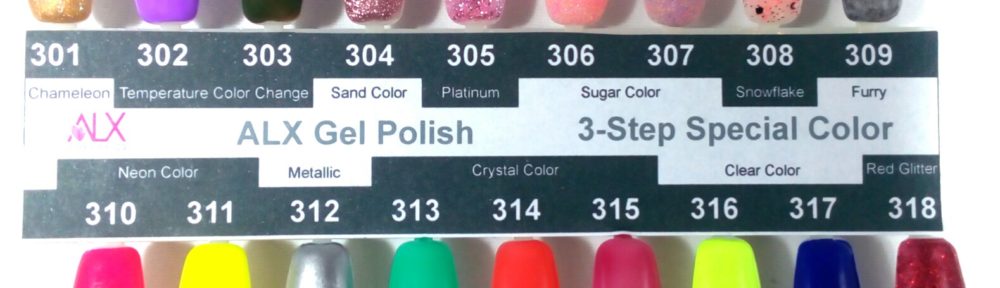 301 302 303 304 305 306 307 308 309
Chameleon Temperature Color Change Sand Color Platinum Sugar Color Snowflake Furry
ALX ALX Gel Polish 3-Step Special Color
Neon Color Metallic Crystal Color Clear Color Red Glitter
310 311 312 313 314 315 316 317 318